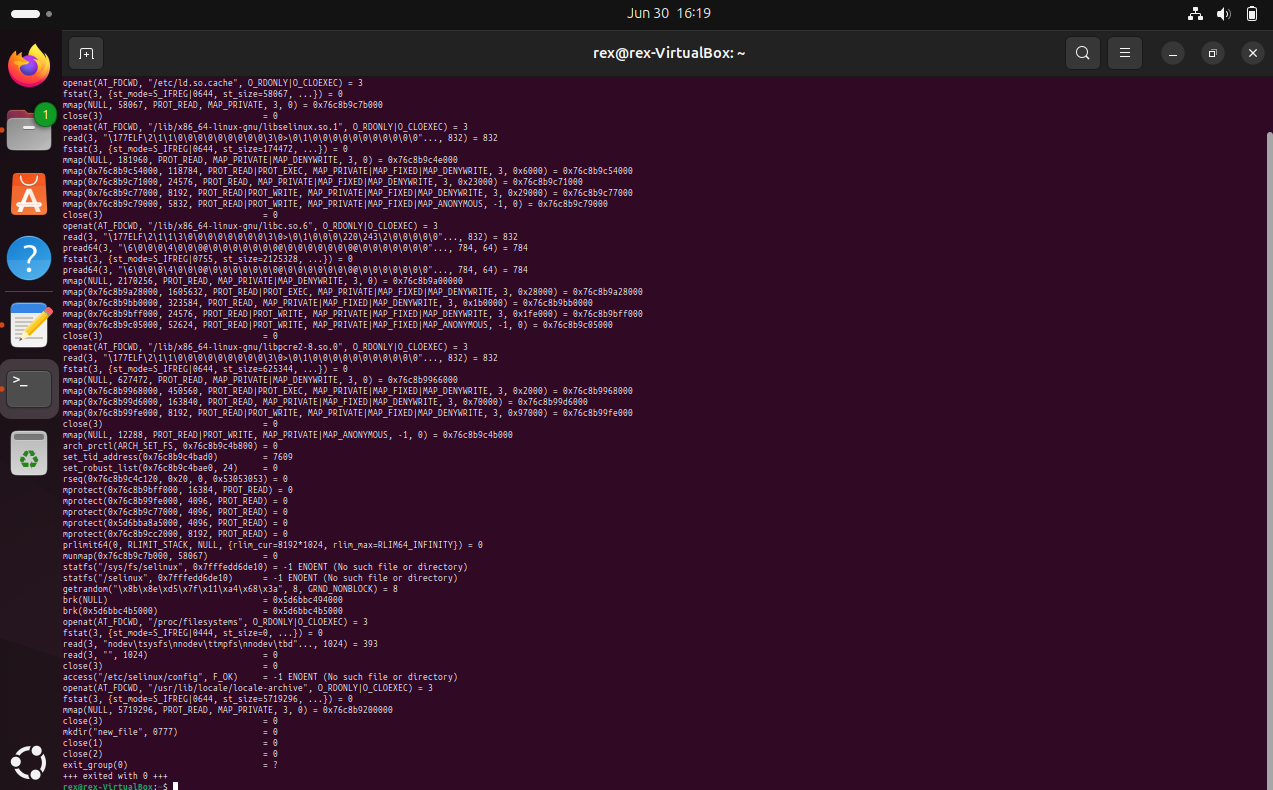 Jun 30 16:19
rex@rex-VirtualBox: ~
1
openat(AT_FDCWD, "/etc/ld.so.cache", O_RDONLY|O_CLOEXEC) = 3
fstat(3, {st_mode=S_IFREG|0644, st_size=58067, ...}) = 0
mmap(NULL, 58067, PROT_READ, MAP_PRIVATE, 3, 0) = 0x76c8b9c7b000
close(3)                                = 0
openat(AT_FDCWD, "/lib/x86_64-linux-gnu/libselinux.so.1", O_RDONLY|O_CLOEXEC) = 3
read(3, "\177ELF\2\1\1\0\0\0\0\0\0\0\0\0\3\0>\0\1\0\0\0\0\0\0\0\0\0\0\0"..., 832) = 832
fstat(3, {st_mode=S_IFREG|0644, st_size=174472, ...}) = 0
mmap(NULL, 181960, PROT_READ, MAP_PRIVATE|MAP_DENYWRITE, 3, 0) = 0x76c8b9c4e000
mmap(0x76c8b9c54000, 118784, PROT_READ|PROT_EXEC, MAP_PRIVATE|MAP_FIXED|MAP_DENYWRITE, 3, 0x6000) = 0x76c8b9c54000
mmap(0x76c8b9c71000, 24576, PROT_READ, MAP_PRIVATE|MAP_FIXED|MAP_DENYWRITE, 3, 0x23000) = 0x76c8b9c71000
mmap(0x76c8b9c77000, 8192, PROT_READ|PROT_WRITE, MAP_PRIVATE|MAP_FIXED|MAP_DENYWRITE, 3, 0x29000) = 0x76c8b9c77000
mmap(0x76c8b9c79000, 5832, PROT_READ|PROT_WRITE, MAP_PRIVATE|MAP_FIXED|MAP_ANONYMOUS, -1, 0) = 0x76c8b9c79000
close(3)                                = 0
openat(AT_FDCWD, "/lib/x86_64-linux-gnu/libc.so.6", O_RDONLY|O_CLOEXEC) = 3
read(3, "\177ELF\2\1\1\3\0\0\0\0\0\0\0\0\3\0>\0\1\0\0\0\220\243\2\0\0\0\0\0"..., 832) = 832
pread64(3, "\6\0\0\0\4\0\0\0@\0\0\0\0\0\0\0@\0\0\0\0\0\0\0@\0\0\0\0\0\0\0"..., 784, 64) = 784
fstat(3, {st_mode=S_IFREG|0755, st_size=2125328, ...}) = 0
pread64(3, "\6\0\0\0\4\0\0\0@\0\0\0\0\0\0\0@\0\0\0\0\0\0\0@\0\0\0\0\0\0\0"..., 784, 64) = 784
mmap(NULL, 2170256, PROT_READ, MAP_PRIVATE|MAP_DENYWRITE, 3, 0) = 0x76c8b9a00000
mmap(0x76c8b9a28000, 1605632, PROT_READ|PROT_EXEC, MAP_PRIVATE|MAP_FIXED|MAP_DENYWRITE, 3, 0x28000) = 0x76c8b9a28000
mmap(0x76c8b9bb0000, 323584, PROT_READ, MAP_PRIVATE|MAP_FIXED|MAP_DENYWRITE, 3, 0x1b0000) = 0x76c8b9bb0000
mmap(0x76c8b9bff000, 24576, PROT_READ|PROT_WRITE, MAP_PRIVATE|MAP_FIXED|MAP_DENYWRITE, 3, 0x1fe000) = 0x76c8b9bff000
mmap(0x76c8b9c05000, 52624, PROT_READ|PROT_WRITE, MAP_PRIVATE|MAP_FIXED|MAP_ANONYMOUS, -1, 0) = 0x76c8b9c05000
close(3)                                = 0
openat(AT_FDCWD, "/lib/x86_64-linux-gnu/libpcre2-8.so.0", O_RDONLY|O_CLOEXEC) = 3
read(3, "\177ELF\2\1\1\0\0\0\0\0\0\0\0\0\3\0>\0\1\0\0\0\0\0\0\0\0\0\0\0"..., 832) = 832
fstat(3, {st_mode=S_IFREG|0644, st_size=625344, ...}) = 0
mmap(NULL, 627472, PROT_READ, MAP_PRIVATE|MAP_DENYWRITE, 3, 0) = 0x76c8b9966000
mmap(0x76c8b9968000, 450560, PROT_READ|PROT_EXEC, MAP_PRIVATE|MAP_FIXED|MAP_DENYWRITE, 3, 0x2000) = 0x76c8b9968000
mmap(0x76c8b99d6000, 163840, PROT_READ, MAP_PRIVATE|MAP_FIXED|MAP_DENYWRITE, 3, 0x70000) = 0x76c8b99d6000
mmap(0x76c8b99fe000, 8192, PROT_READ|PROT_WRITE, MAP_PRIVATE|MAP_FIXED|MAP_DENYWRITE, 3, 0x97000) = 0x76c8b99fe000
close(3)                                = 0
mmap(NULL, 12288, PROT_READ|PROT_WRITE, MAP_PRIVATE|MAP_ANONYMOUS, -1, 0) = 0x76c8b9c4b000
arch_prctl(ARCH_SET_FS, 0x76c8b9c4b800) = 0
set_tid_address(0x76c8b9c4bad0)         = 7609
set_robust_list(0x76c8b9c4bae0, 24)     = 0
rseq(0x76c8b9c4c120, 0x20, 0, 0x53053053) = 0
mprotect(0x76c8b9bff000, 16384, PROT_READ) = 0
mprotect(0x76c8b99fe000, 4096, PROT_READ) = 0
mprotect(0x76c8b9c77000, 4096, PROT_READ) = 0
mprotect(0x5d6bba8a5000, 4096, PROT_READ) = 0
mprotect(0x76c8b9cc2000, 8192, PROT_READ) = 0
prlimit64(0, RLIMIT_STACK, NULL, {rlim_cur=8192*1024, rlim_max=RLIM64_INFINITY}) = 0
munmap(0x76c8b9c7b000, 58067)           = 0
statfs("/sys/fs/selinux", 0x7fffedd6de10) = -1 ENOENT (No such file or directory)
statfs("/selinux", 0x7fffedd6de10)      = -1 ENOENT (No such file or directory)
getrandom("\x8b\x8e\xd5\x7f\x11\xa4\x68\x3a", 8, GRND_NONBLOCK) = 8
brk(NULL)                               = 0x5d6bbc494000
brk(0x5d6bbc4b5000)                     = 0x5d6bbc4b5000
openat(AT_FDCWD, "/proc/filesystems", O_RDONLY|O_CLOEXEC) = 3
fstat(3, {st_mode=S_IFREG|0444, st_size=0, ...}) = 0
read(3, "nodev\tsysfs\nnodev\ttmpfs\nnodev\tbd"..., 1024) = 393
read(3, "", 1024)                       = 0
close(3)                                = 0
access("/etc/selinux/config", F_OK)     = -1 ENOENT (No such file or directory)
openat(AT_FDCWD, "/usr/lib/locale/locale-archive", O_RDONLY|O_CLOEXEC) = 3
fstat(3, {st_mode=S_IFREG|0644, st_size=5719296, ...}) = 0
mmap(NULL, 5719296, PROT_READ, MAP_PRIVATE, 3, 0) = 0x76c8b9200000
close(3)                                = 0
mkdir("new_file", 0777)                 = 0
close(1)                                = 0
close(2)                                = 0
exit_group(0)                           = ?
+++ exited with 0 +++
rex@rex-VirtualBox:~$